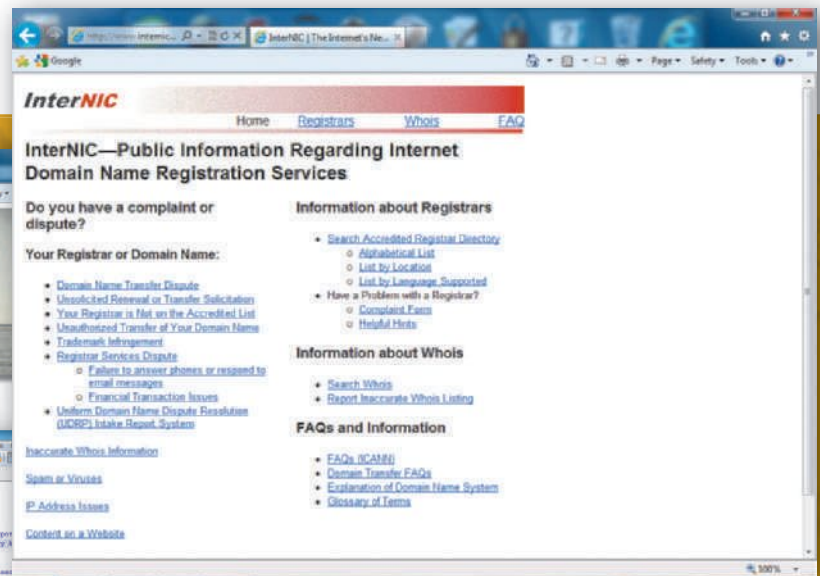 http://www.internic...
InterNIC | The Internet's Ne...
Google
Page Safety Tools
InterNIC
Home Registrars Whois FAQ
InterNIC—Public Information Regarding Internet
Domain Name Registration Services
Do you have a complaint or
dispute?
Your Registrar or Domain Name:
• Domain Name Transfer Dispute
• Unsolicited Renewal or Transfer Solicitation
• Your Registrar is Not on the Accredited List
• Unauthorized Transfer of Your Domain Name
• Trademark Infringement
• Registrar Services Dispute
o Failure to answer phones or respond to
email messages
o Financial Transaction Issues
• Uniform Domain Name Dispute Resolution
(UDRP) Intake Report System
Inaccurate Whois Information
Spam or Viruses
IP Address Issues
Content on a Website
Information about Registrars
• Search Accredited Registrar Directory
o Alphabetical List
o List by Location
o List by Language Supported
• Have a Problem with a Registrar?
o Complaint Form
o Helpful Hints
Information about Whois
• Search Whois
• Report Inaccurate Whois Listing
FAQs and Information
• FAQs (ICANN)
• Domain Transfer FAQs
• Explanation of Domain Name System
• Glossary of Terms
100%